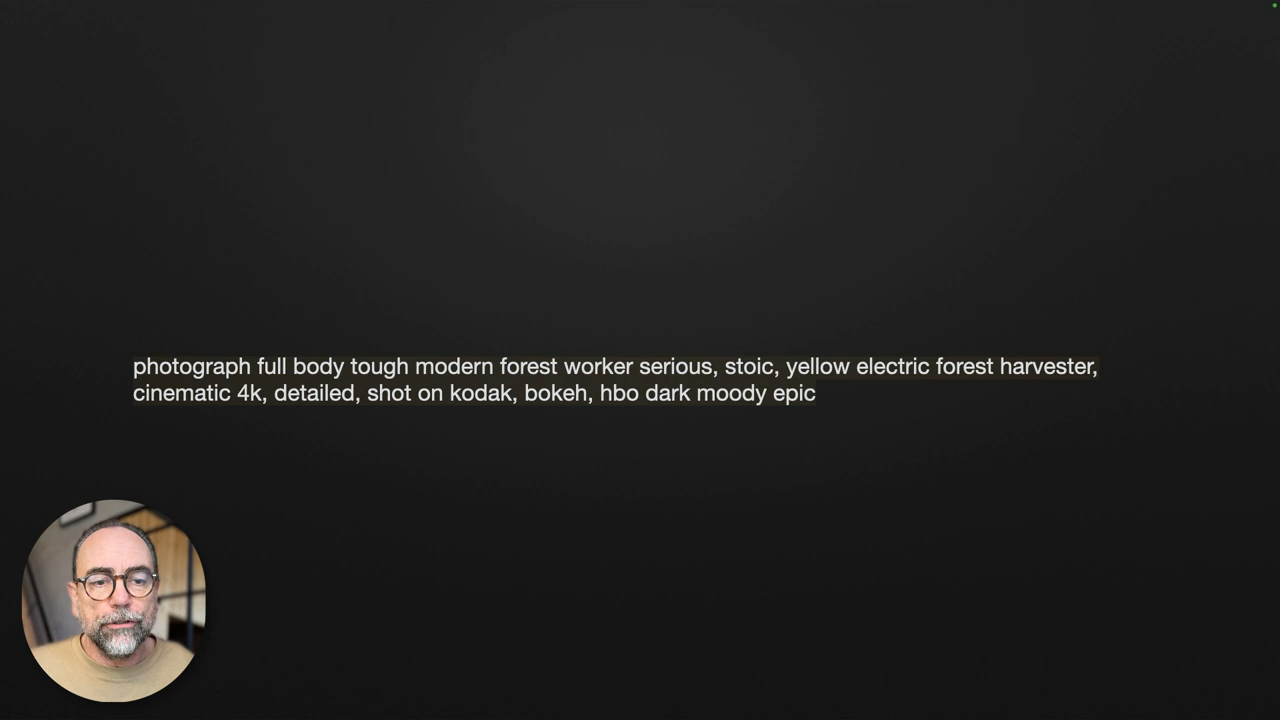 photograph full body tough modern forest worker serious, stoic, yellow electric forest harvester,
cinematic 4k, detailed, shot on kodak, bokeh, hbo dark moody epic